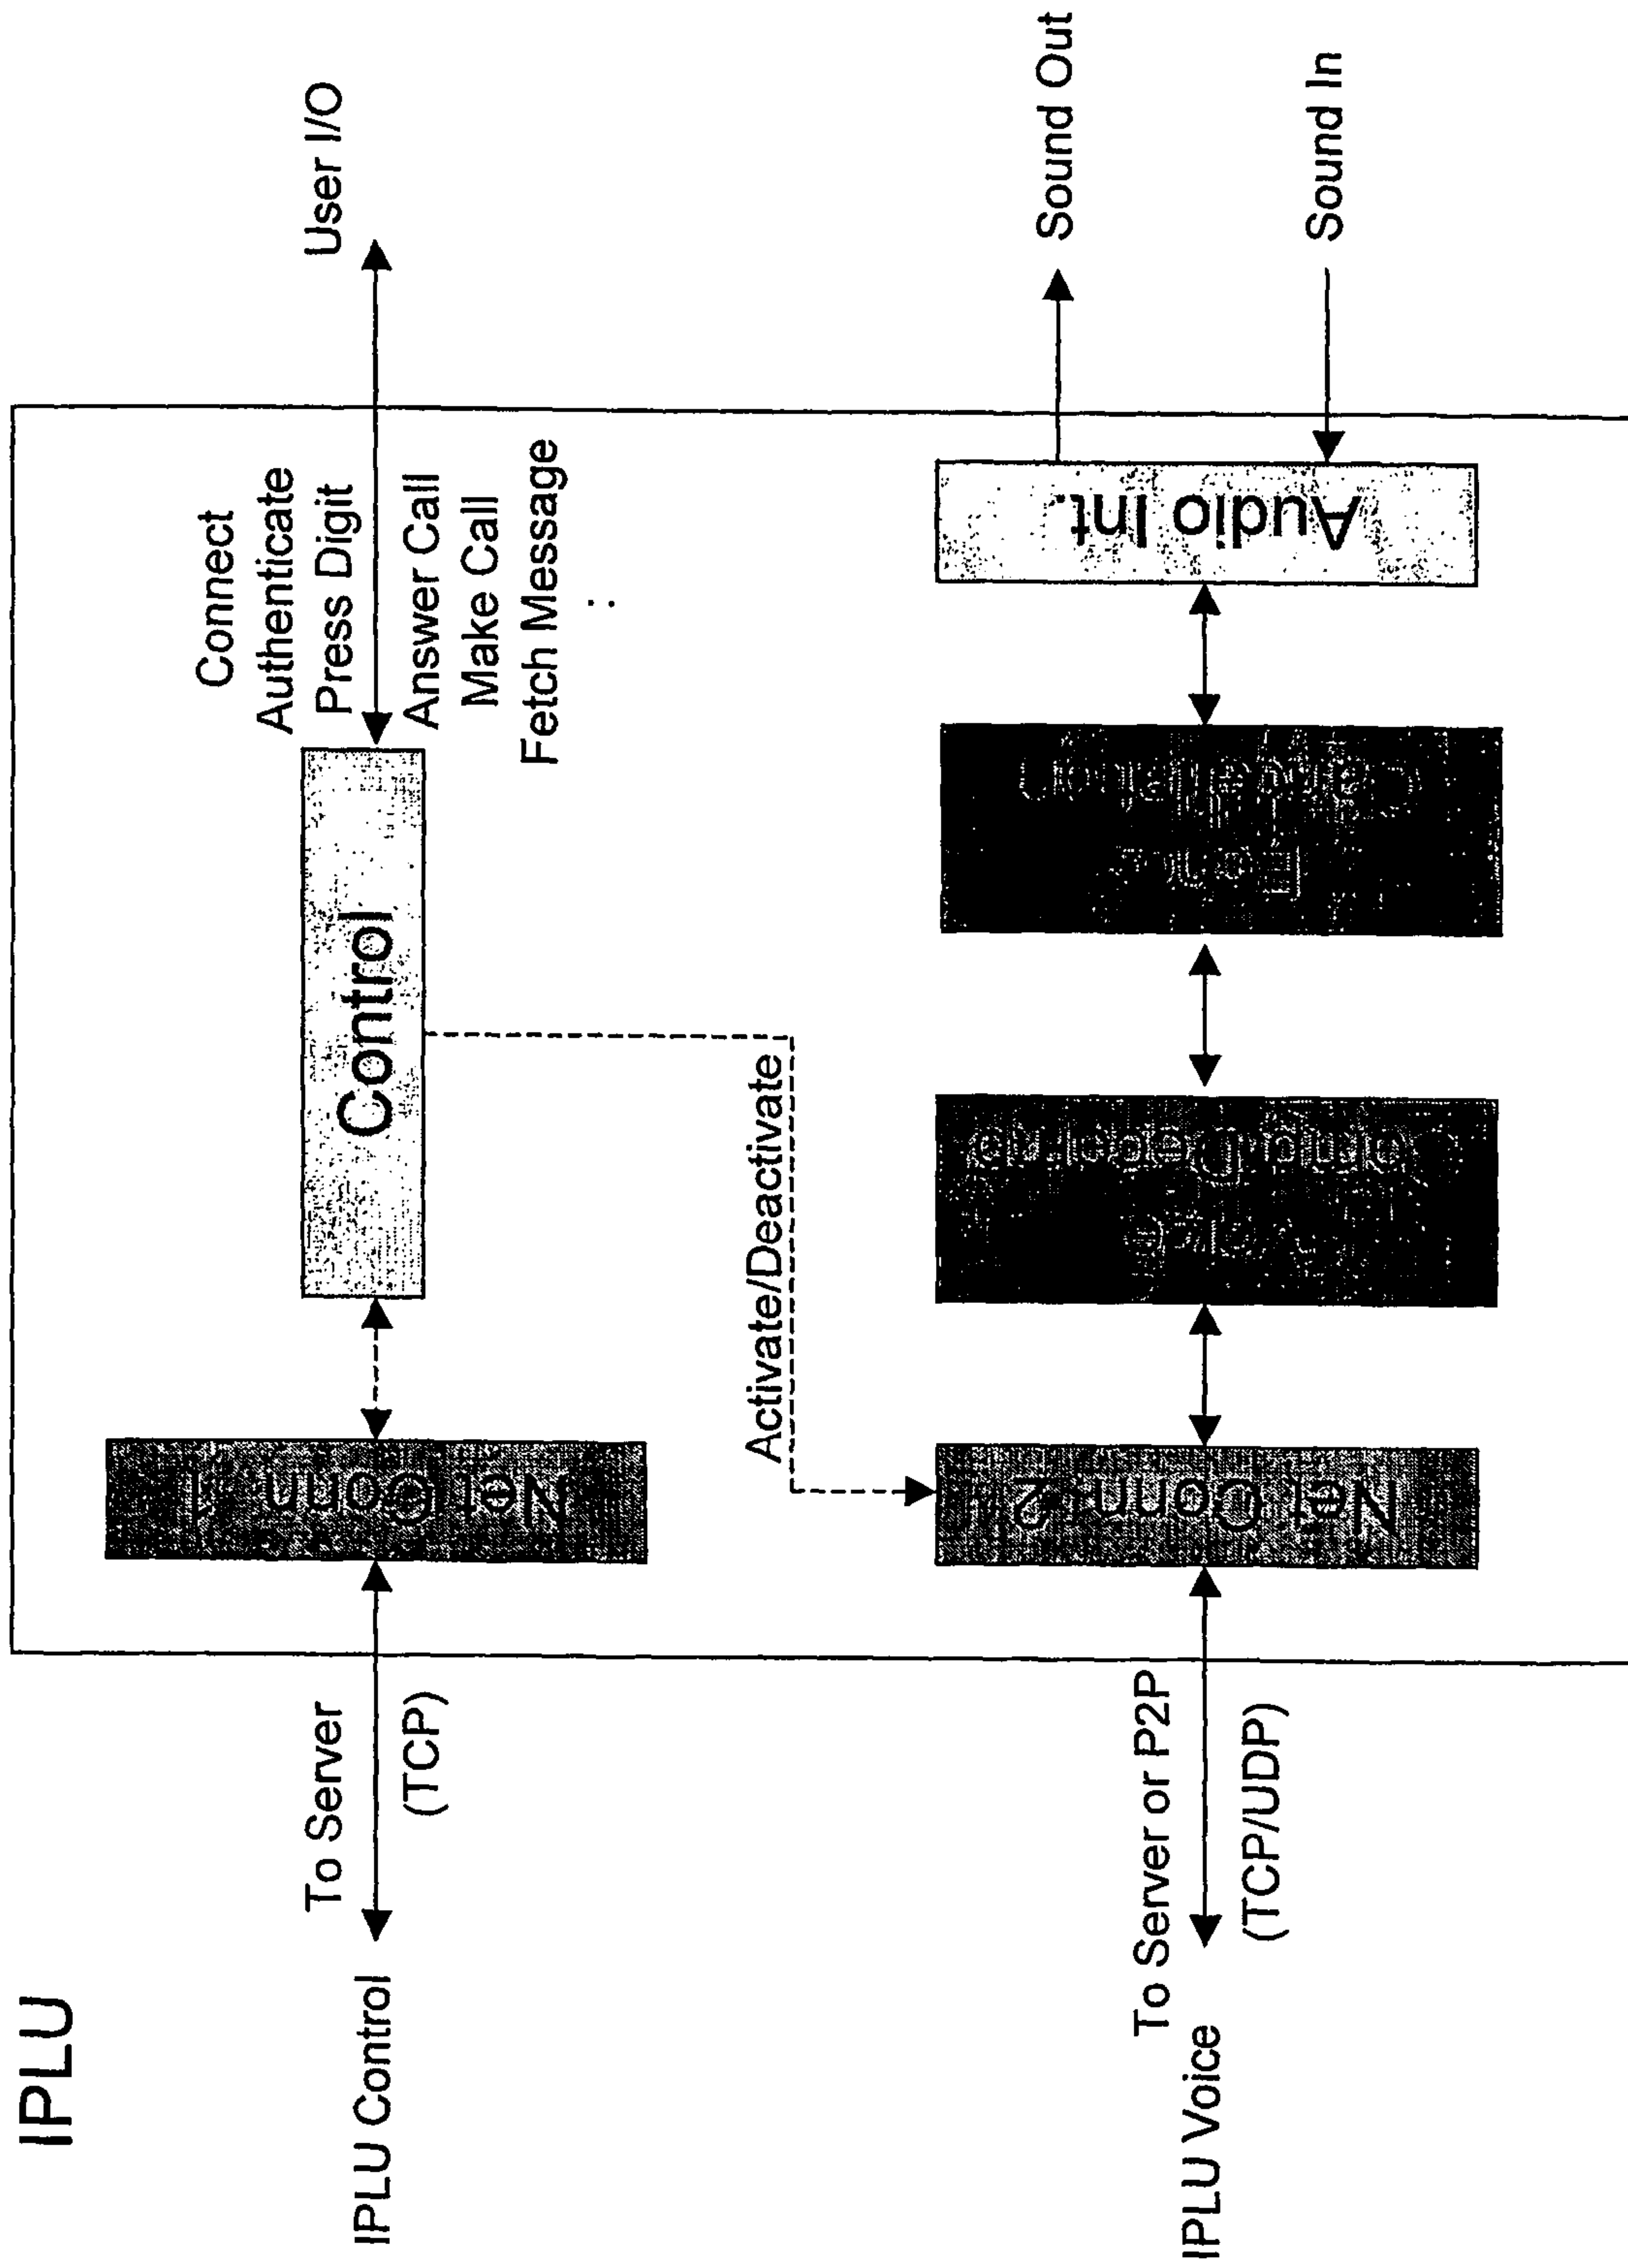 IPLU
IPLU Control
To Server
(TCP)
Net Conn. 1
Control
Connect
Authenticate
Press Digit
Answer Call
Make Call
Fetch Message
:
User I/O
Activate/Deactivate
IPLU Voice
To Server or P2P
(TCP/UDP)
Net Conn. 2
Voice
Cancellation
Audio Int.
Sound Out
Sound In